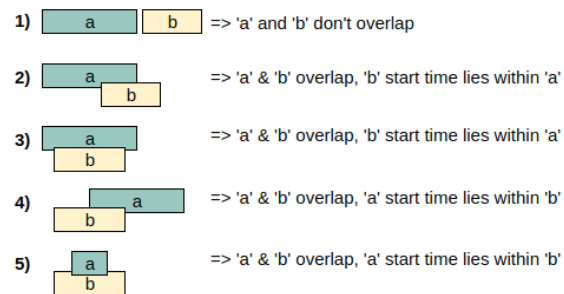 1) a b => 'a' and 'b' don't overlap
2) a => 'a' & 'b' overlap, 'b' start time lies within 'a'
b
3) a => 'a' & 'b' overlap, 'b' start time lies within 'a'
b
4) a => 'a' & 'b' overlap, 'a' start time lies within 'b'
b
5) a => 'a' & 'b' overlap, 'a' start time lies within 'b'
b